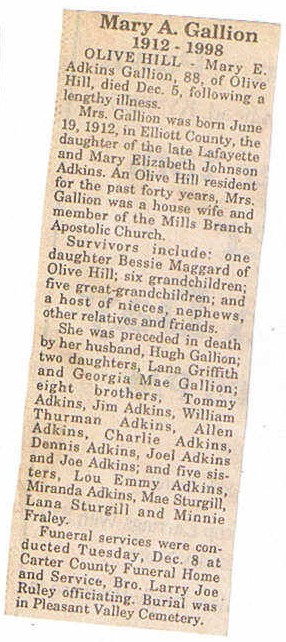 Mary A. Gallion
1912 - 1998
OLIVE HILL - Mary E.
Adkins Gallion, 88, of Olive
Hill, died Dec. 5, following a
lengthy illness.
Mrs. Gallion was born June
19, 1912, in Elliott County, the
daughter of the late Lafayette
and Mary Elizabeth Johnson
Adkins. An Olive Hill resident
for the past forty years, Mrs.
Gallion was a house wife and
member of the Mills Branch
Apostolic Church.
Survivors include: one
daughter Bessie Maggard of
Olive Hill; six grandchildren;
five great-grandchildren; and
a host of nieces, nephews,
other relatives and friends.
She was preceded in death
by her husband, Hugh Gallion;
two daughters, Lana Griffith
and Georgia Mae Gallion;
eight brothers, Tommy
Adkins, Jim Adkins, William
Thurman Adkins, Allen
Adkins, Charlie Adkins,
Dennis Adkins, Joel Adkins
and Joe Adkins; and five sis-
ters, Lou Emmy Adkins,
Miranda Adkins, Mae Sturgill,
Lana Sturgill and Minnie
Fraley.
Funeral services were con-
ducted Tuesday, Dec. 8 at
Carter County Funeral Home
and Service, Bro. Larry Joe
Ruley officiating. Burial was
in Pleasant Valley Cemetery.